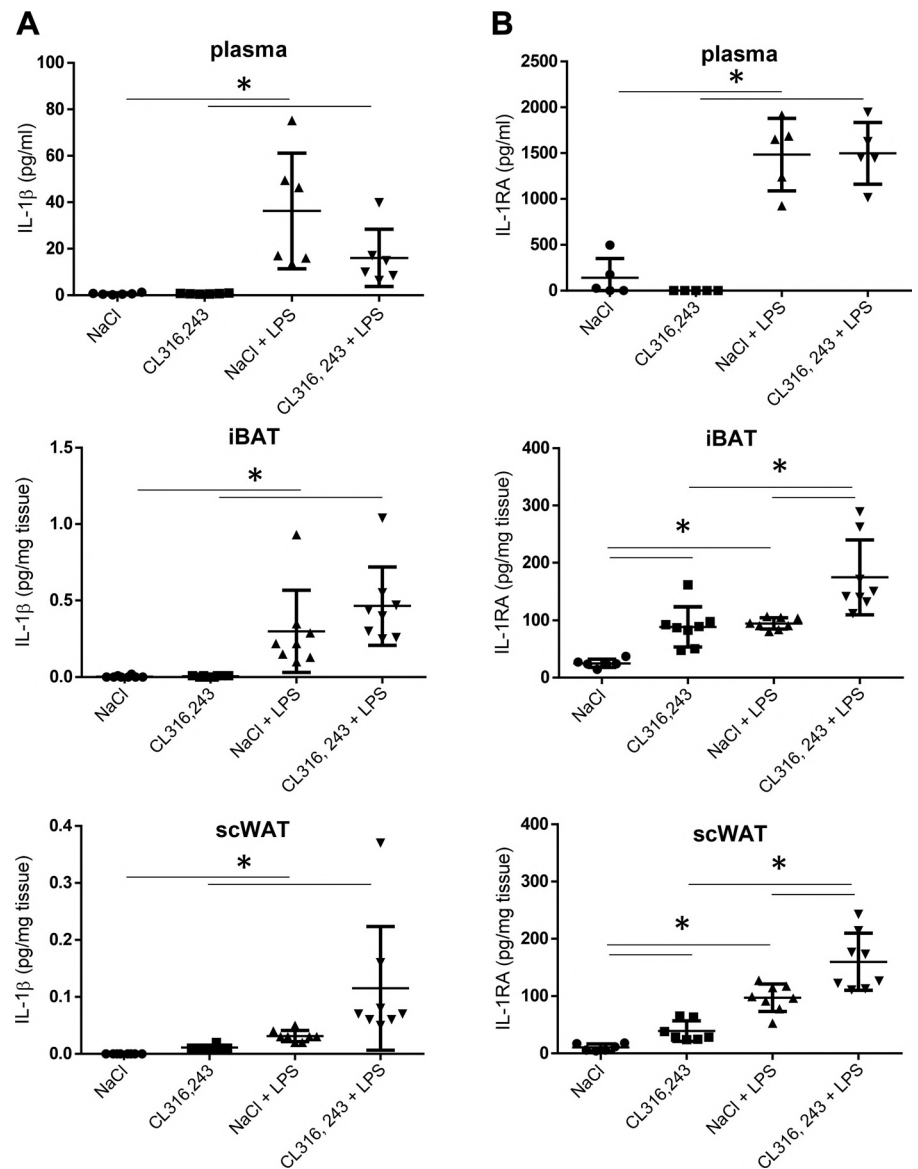 A
plasma
IL-1β (pg/ml)
100
80
60
40
20
0
*
NaCl
CL316,243
NaCl + LPS
CL316, 243 + LPS
B
plasma
IL-1RA (pg/ml)
2500
2000
1500
1000
500
0
*
NaCl
CL316,243
NaCl + LPS
CL316, 243 + LPS
iBAT
IL-1β (pg/mg tissue)
1.5
1.0
0.5
0.0
*
NaCl
CL316,243
NaCl + LPS
CL316, 243 + LPS
iBAT
IL-1RA (pg/mg tissue)
400
300
200
100
0
*
*
NaCl
CL316,243
NaCl + LPS
CL316, 243 + LPS
scWAT
IL-1β (pg/mg tissue)
0.4
0.3
0.2
0.1
0.0
*
NaCl
CL316,243
NaCl + LPS
CL316, 243 + LPS
scWAT
IL-1RA (pg/mg tissue)
400
300
200
100
0
*
*
NaCl
CL316,243
NaCl + LPS
CL316, 243 + LPS